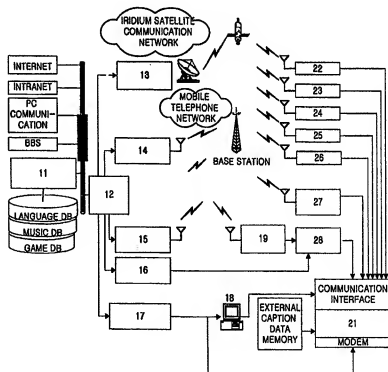 IRIDIUM SATELLITE
COMMUNICATION
NETWORK
INTERNET
INTRANET
PC
COMMUNI-
CATION
BBS
11
LANGUAGE DB
MUSIC DB
GAME DB
12
13
MOBILE
TELEPHONE
NETWORK
14
BASE STATION
15
16
17
18
19
22
23
24
25
26
27
28
COMMUNICATION
INTERFACE
21
MODEM
EXTERNAL
CAPTION
DATA
MEMORY